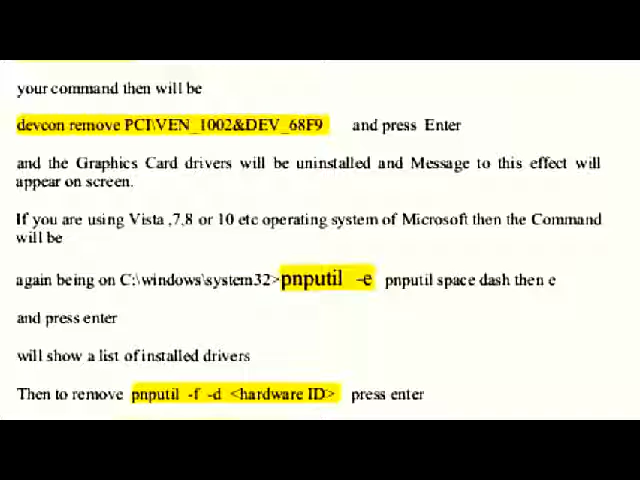 your command then will be
devcon remove PCI\VEN_1002&DEV_68F9 and press Enter
and the Graphics Card drivers will be uninstalled and Message to this effect will
appear on screen.
If you are using Vista ,7,8 or 10 etc operating system of Microsoft then the Command
will be
again being on C:\windows\system32>pnputil -e pnputil space dash then e
and press enter
will show a list of installed drivers
Then to remove pnputil -f -d <hardware ID> press enter